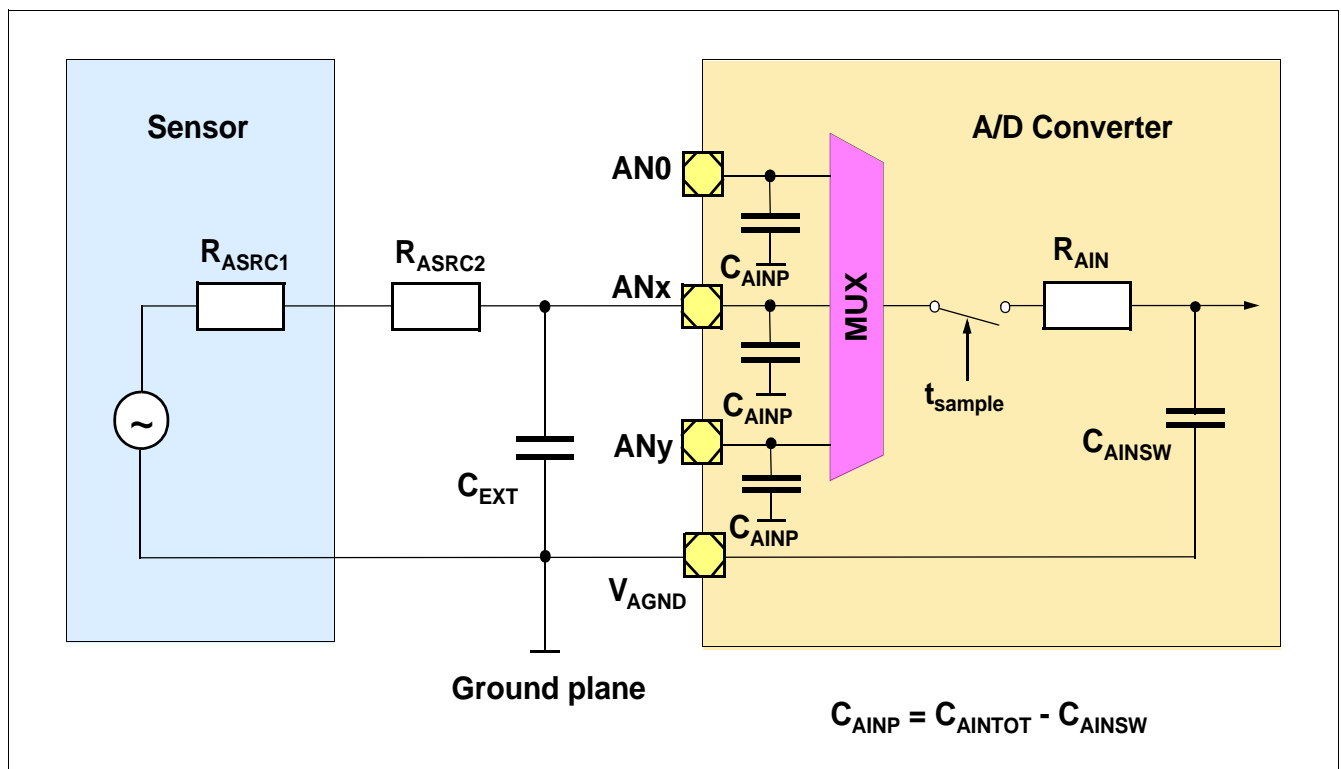 Sensor
A/D Converter
AN0
R_ASRC1
R_ASRC2
C_AINP
R_AIN
ANx
MUX
~
t_sample
C_AINP
C_AINSW
ANy
C_EXT
C_AINP
V_AGND
Ground plane
C_AINP = C_AINTOT - C_AINSW